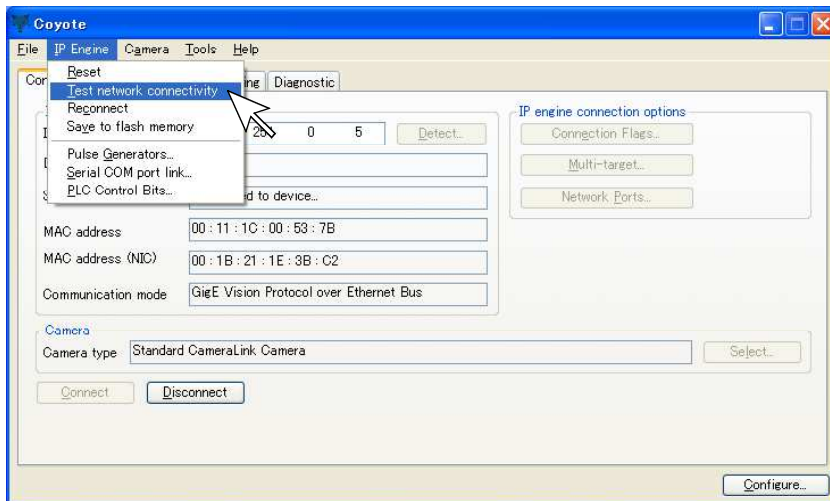 Coyote
File IP Engine Camera Tools Help
Reset
Test network connectivity
Reconnect
Save to flash memory
Pulse Generators...
Serial COM port link...
PLC Control Bits...
Diagnostic
0 5 Detect...
MAC address 00 : 11 : 1C : 00 : 53 : 7B
MAC address (NIC) 00 : 1B : 21 : 1E : 3B : C2
Communication mode GigE Vision Protocol over Ethernet Bus
IP engine connection options
Connection Flags...
Multi-target...
Network Ports...
Camera
Camera type Standard CameraLink Camera Select...
Connect Disconnect
Configure...